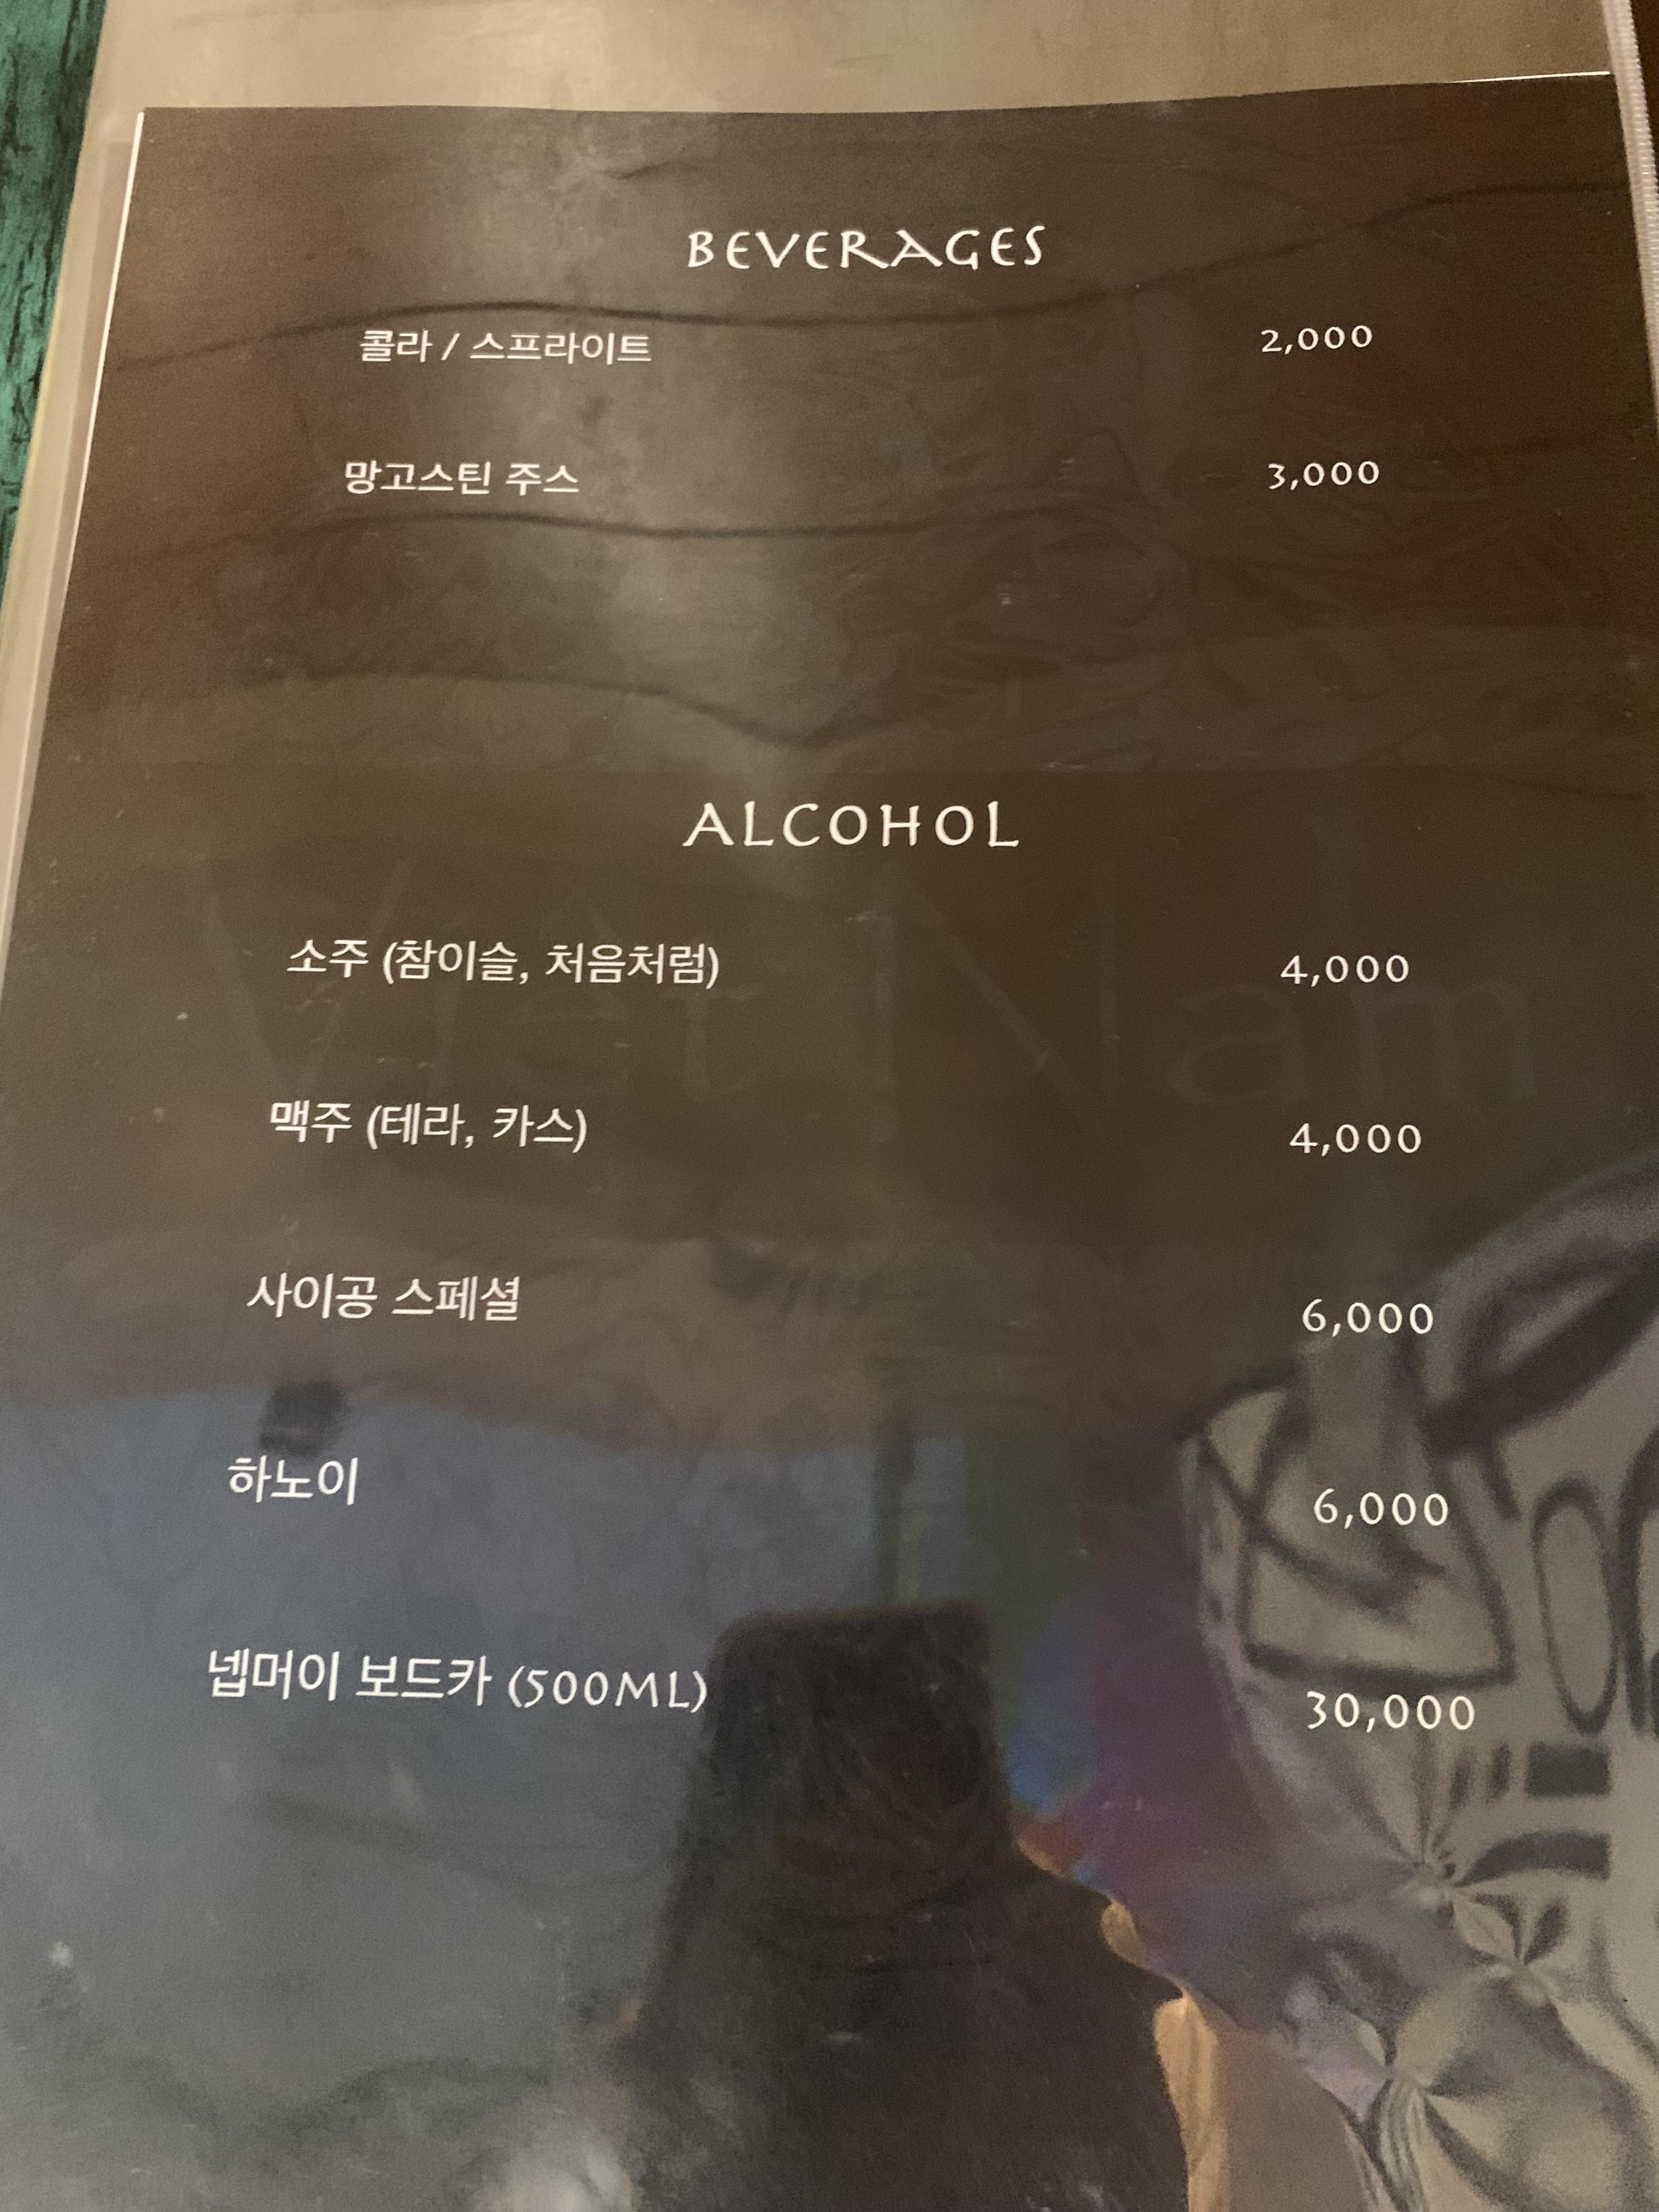 BEVERAGES
콜라 / 스프라이트 2,000
망고스틴 주스 3,000
ALCOHOL
소주 (참이슬, 처음처럼) 4,000
Viet Nam
맥주 (테라, 카스) 4,000
사이공 스페셜 6,000
하노이 6,000
넵머이 보드카 (500ML) 30,000